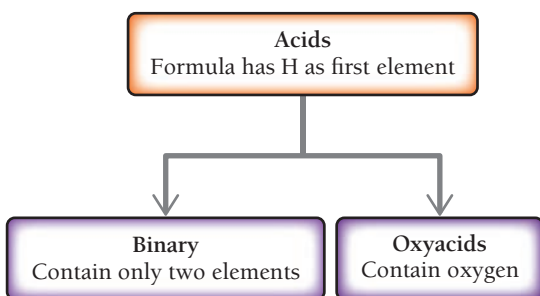 Acids
Formula has H as first element
Binary
Contain only two elements
Oxyacids
Contain oxygen